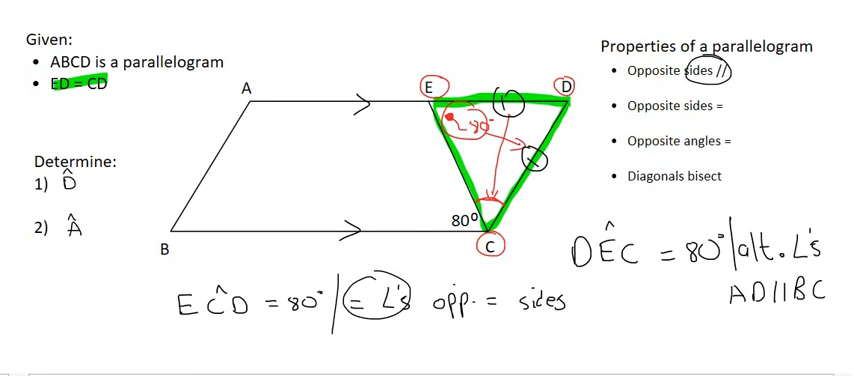 Given:
• ABCD is a parallelogram
• ED = CD
Determine:
1) D̂
2) Â
A
E
D
80°
80°
B
C
Properties of a parallelogram
• Opposite sides //
• Opposite sides =
• Opposite angles =
• Diagonals bisect
DÊC = 80° / alt. L's
AD // BC
EĈD = 80° / = L's opp. = sides